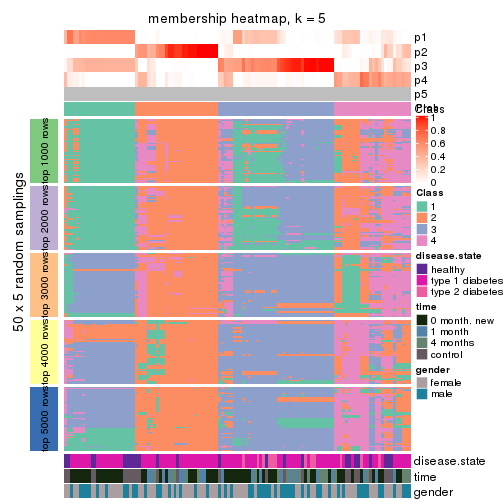 membership heatmap, k = 5
p1
p2
p3
p4
p5
Class
Class
1
0.8
0.6
0.4
0.2
0
Class
1
2
3
4
disease.state
healthy
type 1 diabetes
type 2 diabetes
time
0 month. new
1 month
4 months
control
gender
female
male
50 x 5 random samplings
top 1000 rows
top 2000 rows
top 3000 rows
top 4000 rows
top 5000 rows
disease.state
time
gender